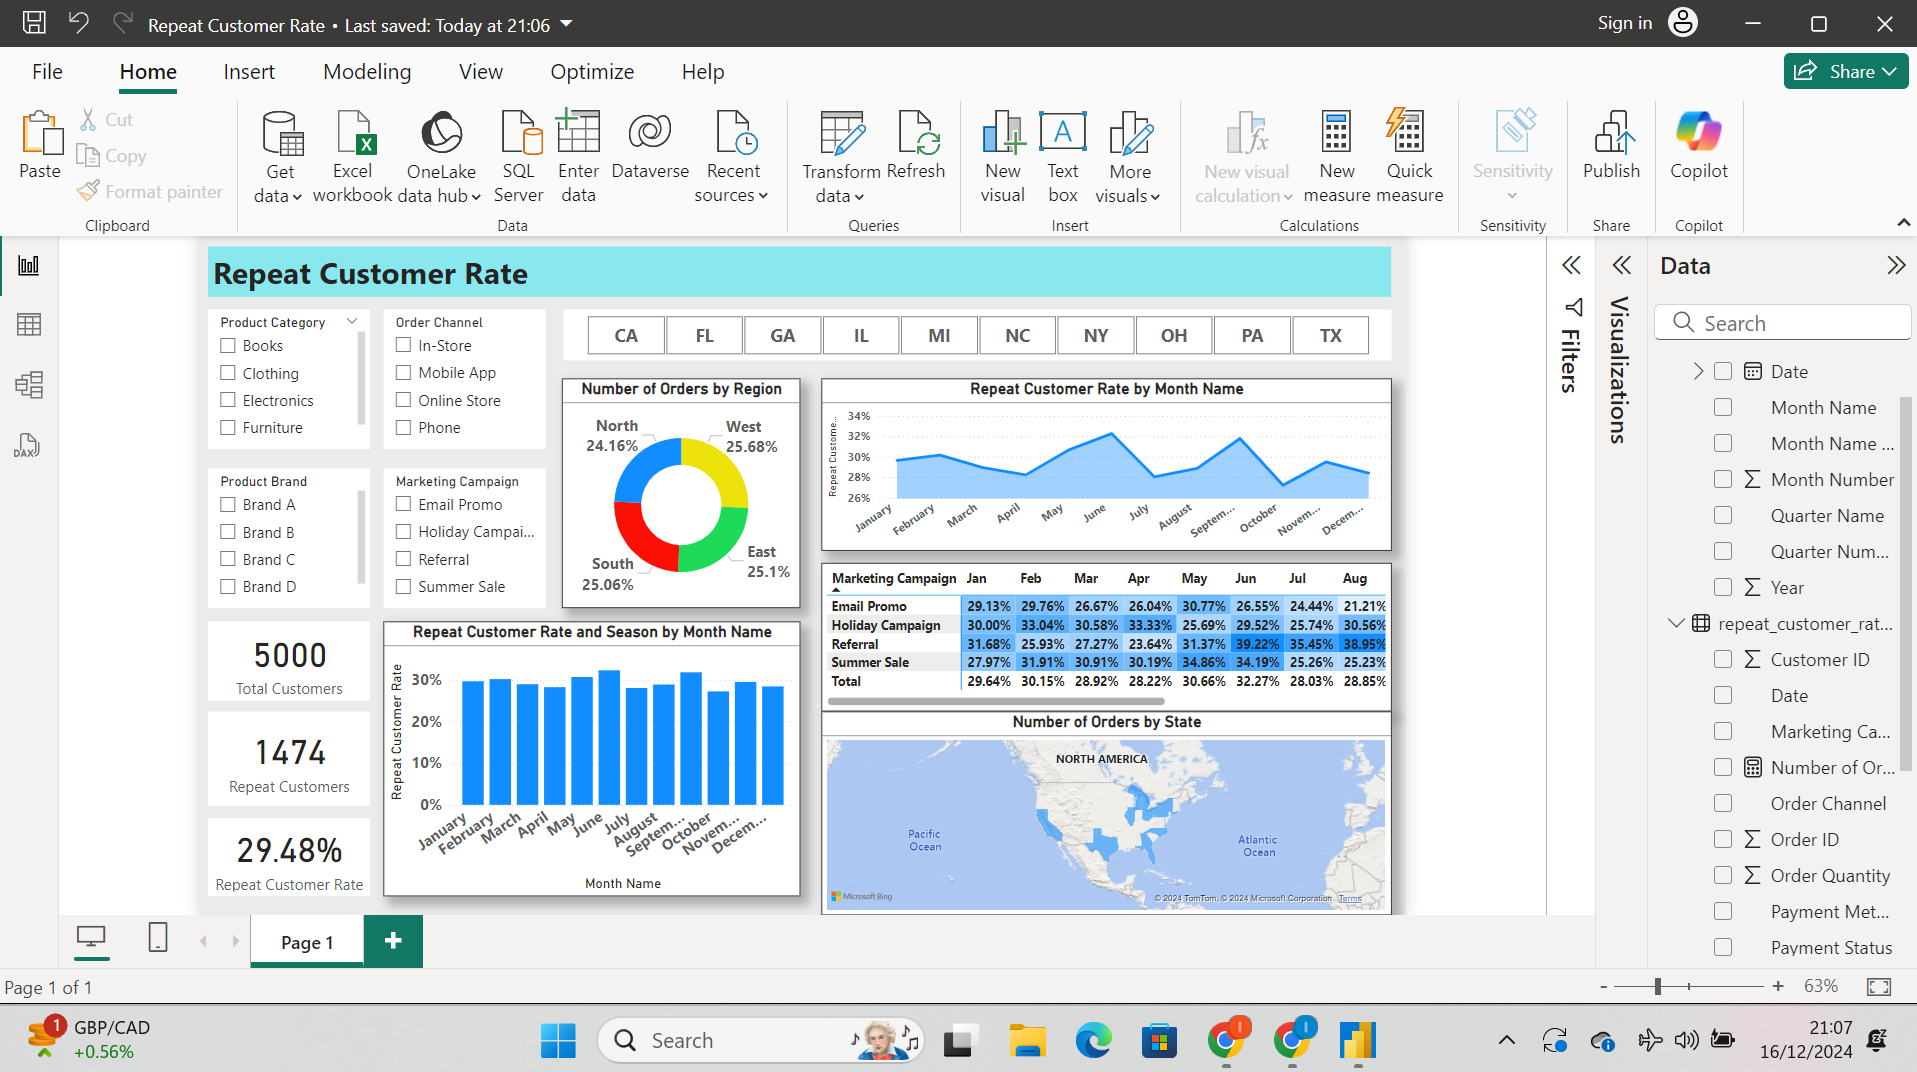 Repeat Customer Rate • Last saved: Today at 21:06
Sign in
File Home Insert Modeling View Optimize Help
Share
Paste
Cut
Copy
Format painter
Clipboard
Get data
Excel workbook
OneLake data hub
SQL Server
Enter data
Dataverse
Recent sources
Data
Transform data
Refresh
Queries
New visual
Text box
More visuals
Insert
New visual calculation
New measure
Quick measure
Calculations
Sensitivity
Sensitivity
Publish
Share
Copilot
Copilot
Repeat Customer Rate
Product Category
Books
Clothing
Electronics
Furniture
Order Channel
In-Store
Mobile App
Online Store
Phone
CA FL GA IL MI NC NY OH PA TX
Product Brand
Brand A
Brand B
Brand C
Brand D
Marketing Campaign
Email Promo
Holiday Campai...
Referral
Summer Sale
Number of Orders by Region
North
24.16%
West
25.68%
South
25.06%
East
25.1%
Repeat Customer Rate by Month Name
Repeat Custome...
34%
32%
30%
28%
26%
January February March April May June July August Septem... October Novem... Decem...
Marketing Campaign Jan Feb Mar Apr May Jun Jul Aug
Email Promo 29.13% 29.76% 26.67% 26.04% 30.77% 26.55% 24.44% 21.21%
Holiday Campaign 30.00% 33.04% 30.58% 33.33% 25.69% 29.52% 25.74% 30.56%
Referral 31.68% 25.93% 27.27% 23.64% 31.37% 39.22% 35.45% 38.95%
Summer Sale 27.97% 31.91% 30.91% 30.19% 34.86% 34.19% 25.26% 25.23%
Total 29.64% 30.15% 28.92% 28.22% 30.66% 32.27% 28.03% 28.85%
5000
Total Customers
1474
Repeat Customers
29.48%
Repeat Customer Rate
Repeat Customer Rate and Season by Month Name
Repeat Customer Rate
30%
20%
10%
0%
January February March April May June July August Septem... October Novem... Decem...
Month Name
Number of Orders by State
NORTH AMERICA
Pacific
Ocean
Atlantic
Ocean
Microsoft Bing
© 2024 TomTom, © 2024 Microsoft Corporation Terms
Filters
Visualizations
Data
Search
Date
Month Name
Month Name ...
Month Number
Quarter Name
Quarter Num...
Year
repeat_customer_rat...
Customer ID
Date
Marketing Ca...
Number of Or...
Order Channel
Order ID
Order Quantity
Payment Met...
Payment Status
Page 1
Page 1 of 1
- + 63%
1
GBP/CAD
+0.56%
Search
21:07
16/12/2024